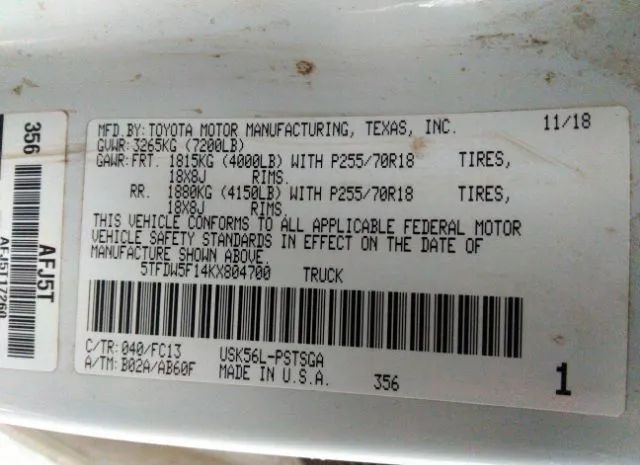 MFD.BY:TOYOTA MOTOR MANUFACTURING, TEXAS, INC. 11/18
GVWR:3265KG (7200LB)
GAWR:FRT. 1815KG (4000LB) WITH P255/70R18 TIRES,
18X8J RIMS.
RR. 1880KG (4150LB) WITH P255/70R18 TIRES,
18X8J RIMS.
THIS VEHICLE CONFORMS TO ALL APPLICABLE FEDERAL MOTOR
VEHICLE SAFETY STANDARDS IN EFFECT ON THE DATE OF
MANUFACTURE SHOWN ABOVE.
5TFDW5F14KX804700 TRUCK
C/TR:040/FC13 USK56L-PSTSGA
A/TM:B02A/AB60F MADE IN U.S.A. 356 1
356
AFJ5T